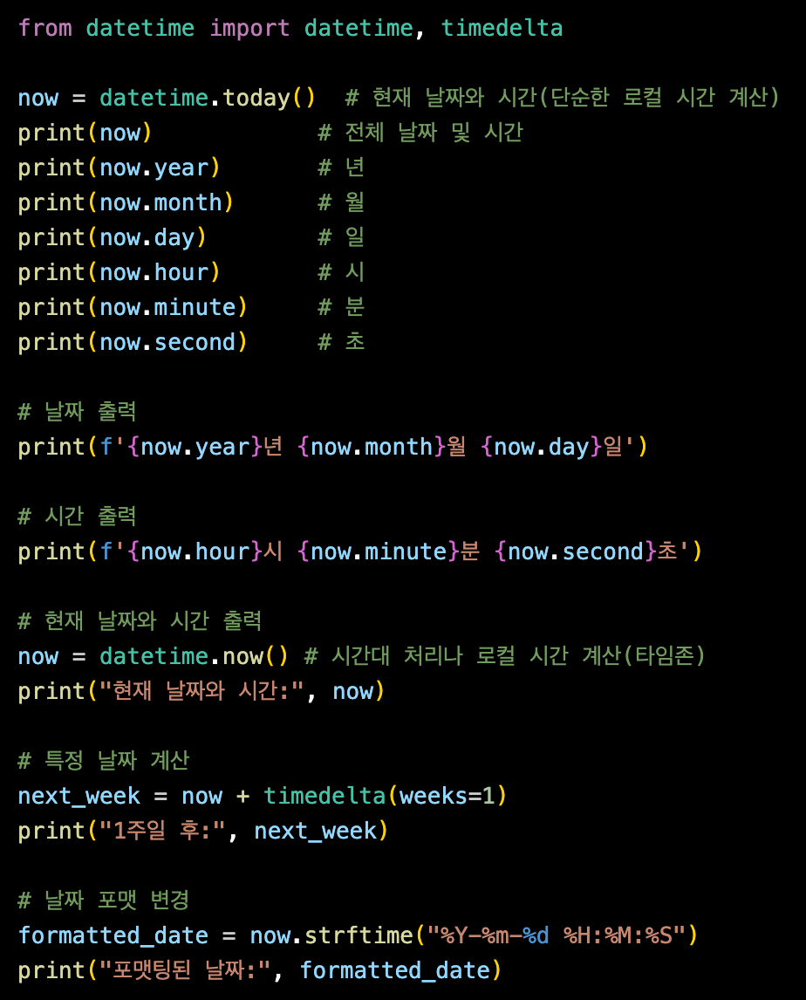 from datetime import datetime, timedelta
now = datetime.today()  # 현재 날짜와 시간(단순한 로컬 시간 계산)
print(now)            # 전체 날짜 및 시간
print(now.year)       # 년
print(now.month)      # 월
print(now.day)        # 일
print(now.hour)       # 시
print(now.minute)     # 분
print(now.second)     # 초
# 날짜 출력
print(f'{now.year}년 {now.month}월 {now.day}일')
# 시간 출력
print(f'{now.hour}시 {now.minute}분 {now.second}초')
# 현재 날짜와 시간 출력
now = datetime.now() # 시간대 처리나 로컬 시간 계산(타임존)
print("현재 날짜와 시간:", now)
# 특정 날짜 계산
next_week = now + timedelta(weeks=1)
print("1주일 후:", next_week)
# 날짜 포맷 변경
formatted_date = now.strftime("%Y-%m-%d %H:%M:%S")
print("포맷팅된 날짜:", formatted_date)